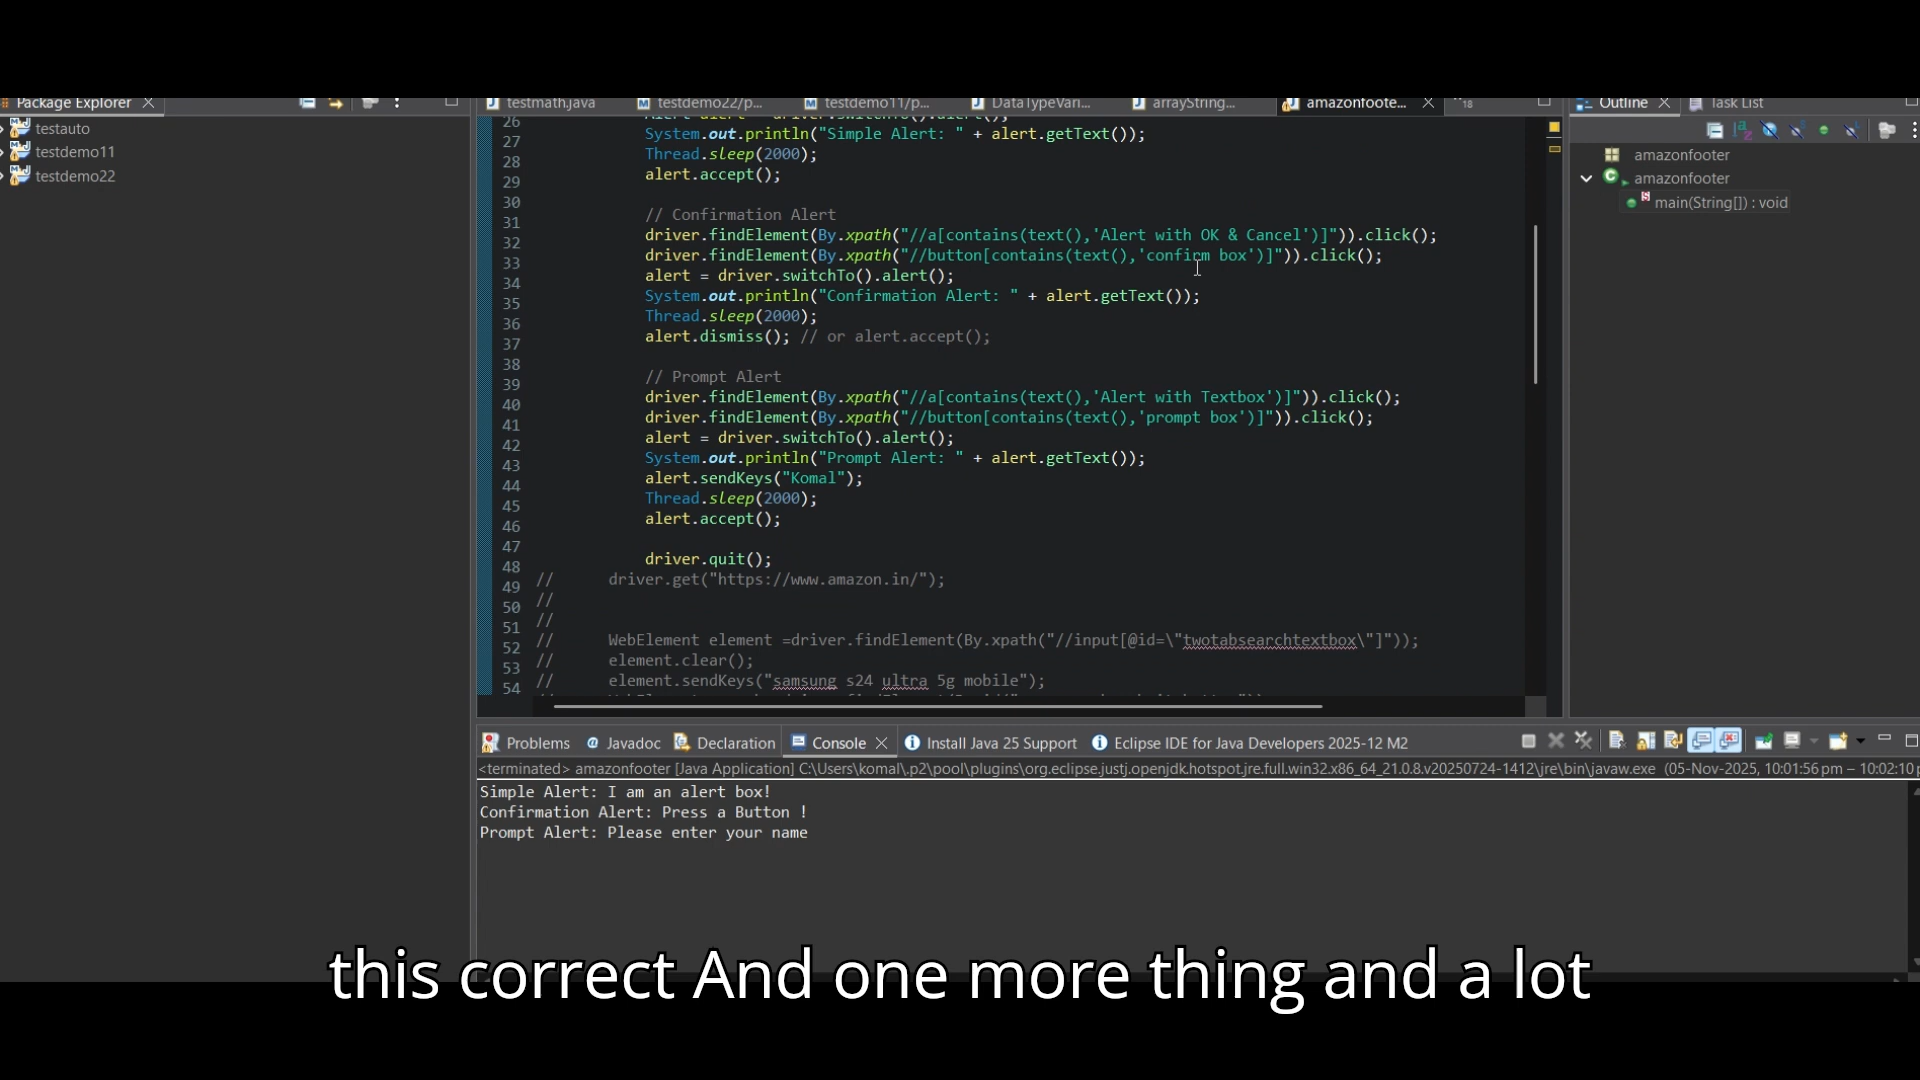 Package Explorer
testmath.java
testdemo22/p...
testdemo11/p...
DataTypeVari...
arrayString...
amazonfoote...
18
Outline
Task List
testauto
testdemo11
testdemo22
26
27 System.out.println("Simple Alert: " + alert.getText());
28 Thread.sleep(2000);
29 alert.accept();
30
31 // Confirmation Alert
32 driver.findElement(By.xpath("//a[contains(text(),'Alert with OK & Cancel')]")).click();
33 driver.findElement(By.xpath("//button[contains(text(),'confirm box')]")).click();
34 alert = driver.switchTo().alert();
35 System.out.println("Confirmation Alert: " + alert.getText());
36 Thread.sleep(2000);
37 alert.dismiss(); // or alert.accept();
38
39 // Prompt Alert
40 driver.findElement(By.xpath("//a[contains(text(),'Alert with Textbox')]")).click();
41 driver.findElement(By.xpath("//button[contains(text(),'prompt box')]")).click();
42 alert = driver.switchTo().alert();
43 System.out.println("Prompt Alert: " + alert.getText());
44 alert.sendKeys("Komal");
45 Thread.sleep(2000);
46 alert.accept();
47
48 driver.quit();
49 // driver.get("https://www.amazon.in/");
50 //
51 //
52 // WebElement element =driver.findElement(By.xpath("//input[@id=\"twotabsearchtextbox\"]"));
53 // element.clear();
54 // element.sendKeys("samsung s24 ultra 5g mobile");
amazonfooter
amazonfooter
main(String[]) : void
Problems
Javadoc
Declaration
Console
Install Java 25 Support
Eclipse IDE for Java Developers 2025-12 M2
<terminated> amazonfooter [Java Application] C:\Users\komal\.p2\pool\plugins\org.eclipse.justj.openjdk.hotspot.jre.full.win32.x86_64_21.0.8.v20250724-1412\jre\bin\javaw.exe (05-Nov-2025, 10:01:56 pm – 10:02:10 p
Simple Alert: I am an alert box!
Confirmation Alert: Press a Button !
Prompt Alert: Please enter your name
this correct And one more thing and a lot